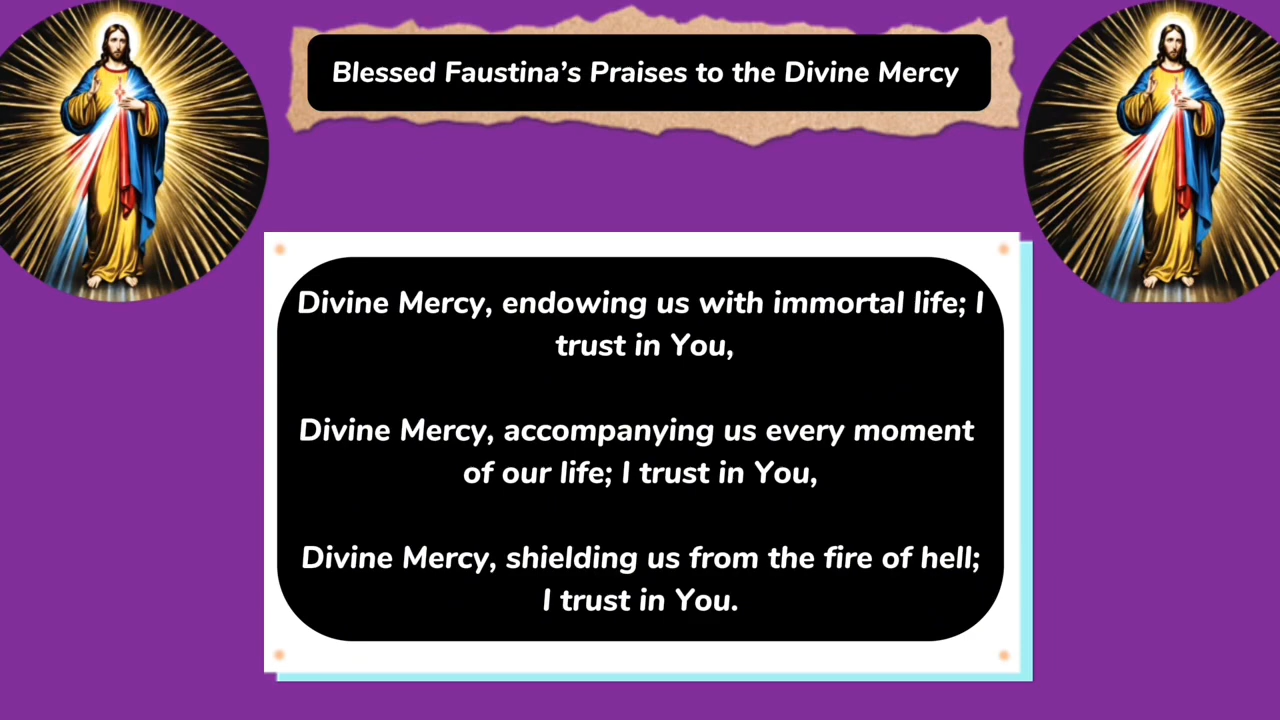 Blessed Faustina’s Praises to the Divine Mercy
Divine Mercy, endowing us with immortal life; I
trust in You,
Divine Mercy, accompanying us every moment
of our life; I trust in You,
Divine Mercy, shielding us from the fire of hell;
I trust in You.